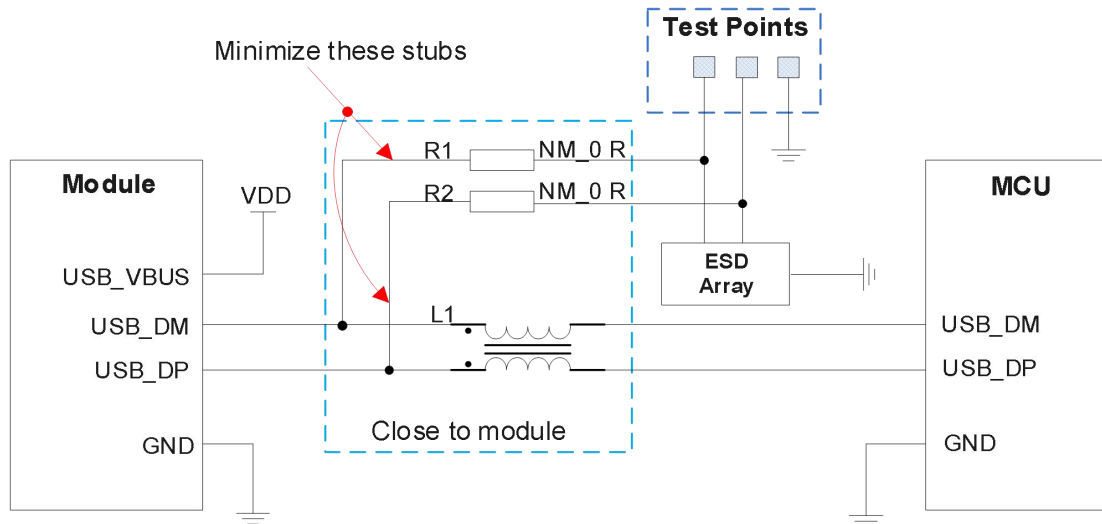 Test Points
Minimize these stubs
R1
NM_0 R
R2
NM_0 R
Module
VDD
MCU
ESD
Array
USB_VBUS
USB_DM
L1
USB_DM
USB_DP
USB_DP
Close to module
GND
GND